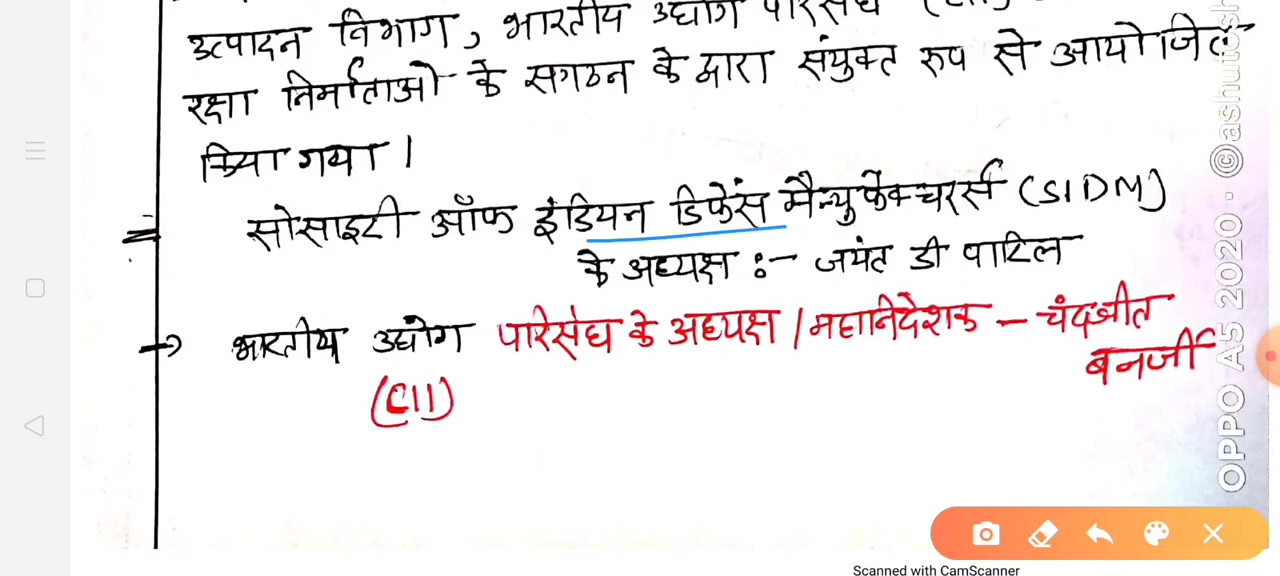 उत्पादन विभाग, भारतीय उद्योग परिसंघ
रक्षा निर्माताओ के सगठन के द्वारा संयुक्त रूप से आयोजित
किया गया।
सोसाइटी ऑफ इंडियन डिफेंस मैन्युफेक्चरर्स (SIDM)
के अध्यक्ष :- जयंत डी पाटिल
→ भारतीय उद्योग परिसंघ के अध्यक्ष / महानिदेशक - चंद्रजीत
बनर्जी
(CII)
OPPO A5 2020 · ©ashutosh
Scanned with CamScanner